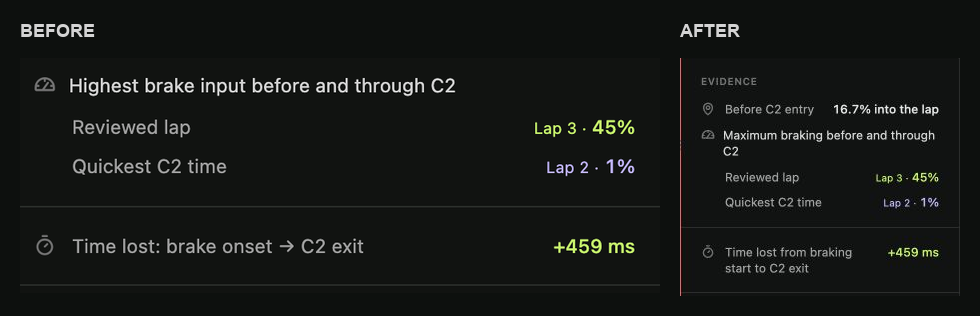 BEFORE
Highest brake input before and through C2
Reviewed lap Lap 3 · 45%
Quickest C2 time Lap 2 · 1%
Time lost: brake onset → C2 exit +459 ms
AFTER
EVIDENCE
Before C2 entry 16.7% into the lap
Maximum braking before and through
C2
Reviewed lap Lap 3 · 45%
Quickest C2 time Lap 2 · 1%
Time lost from braking +459 ms
start to C2 exit